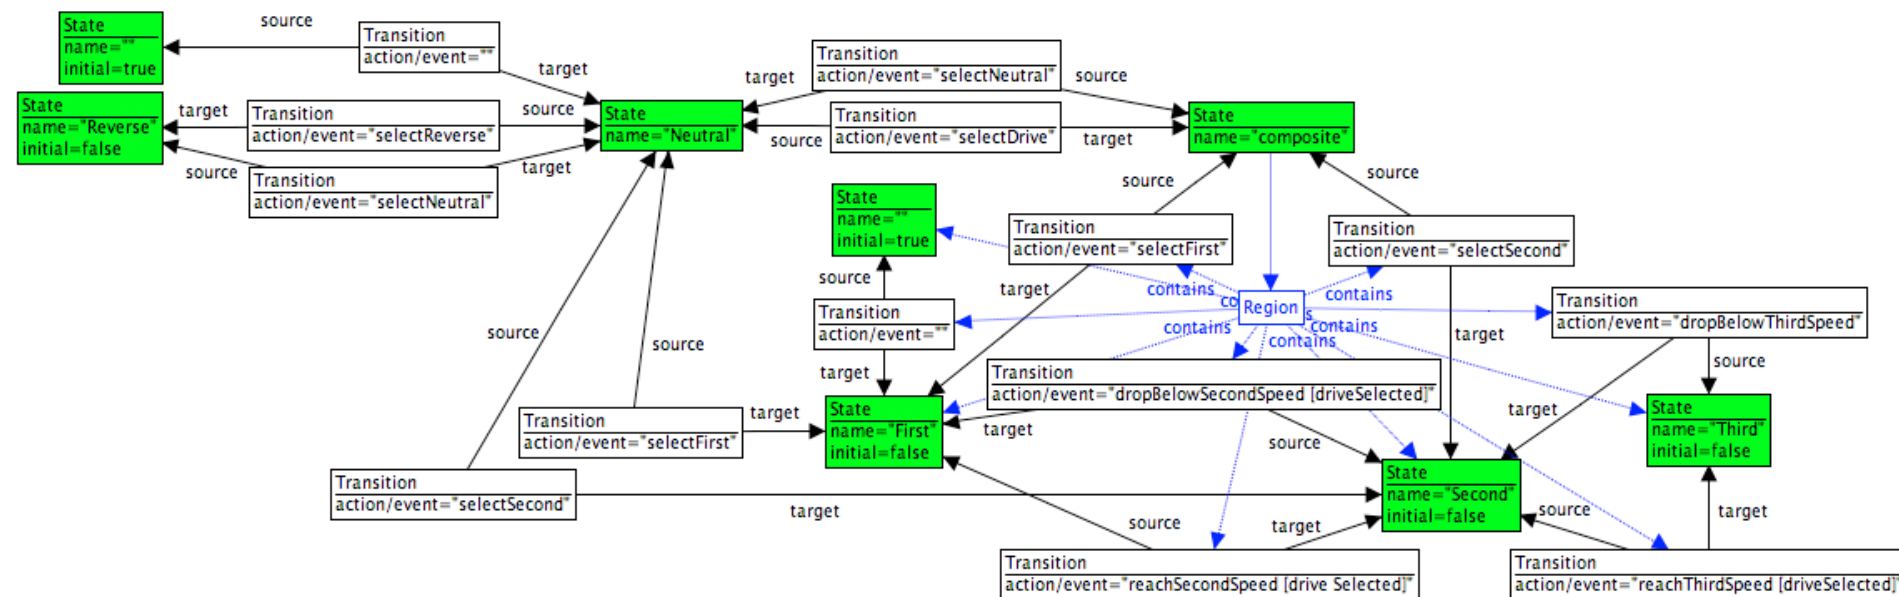 State
name=""
initial=true
source
Transition
action/event=""
target
State
name="Reverse"
initial=false
target
Transition
action/event="selectReverse"
source
source
Transition
action/event="selectNeutral"
target
State
name="Neutral"
target
Transition
action/event="selectNeutral"
source
source
Transition
action/event="selectDrive"
target
State
name="composite"
source
source
State
name=""
initial=true
Transition
action/event="selectFirst"
Transition
action/event="selectSecond"
source
target
contains
Region
contains
contains
contains
contains
Transition
action/event=""
Transition
action/event="dropBelowThirdSpeed"
source
source
target
source
target
Transition
action/event="dropBelowSecondSpeed [driveSelected]"
Transition
action/event="selectFirst"
target
State
name="First"
initial=false
target
source
target
State
name="Third"
initial=false
Transition
action/event="selectSecond"
target
State
name="Second"
initial=false
source
target
source
target
Transition
action/event="reachSecondSpeed [drive Selected]"
Transition
action/event="reachThirdSpeed [driveSelected]"